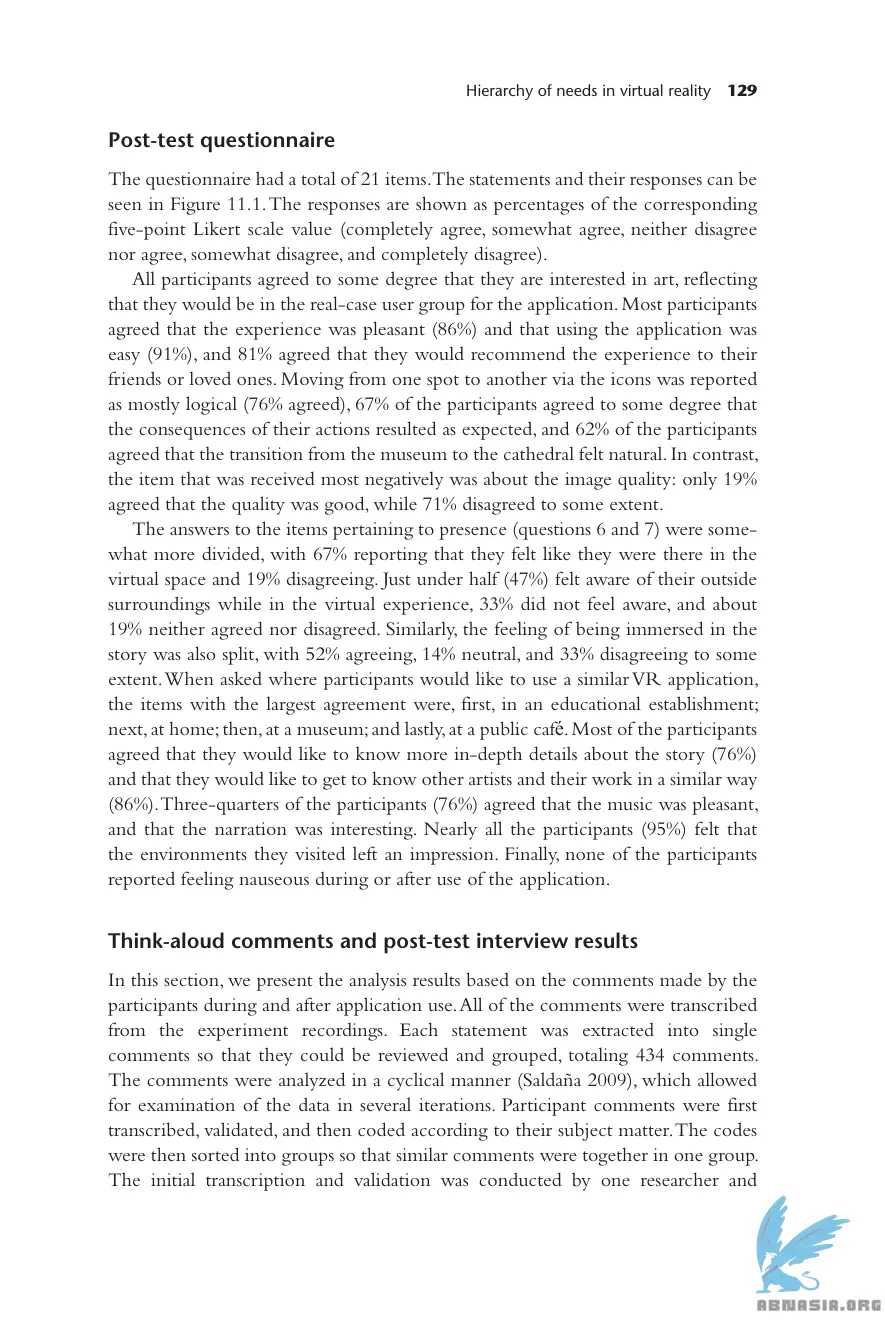 Hierarchy of needs in virtual reality 129
Post-test questionnaire
The questionnaire had a total of 21 items. The statements and their responses can be
seen in Figure 11.1. The responses are shown as percentages of the corresponding
five-point Likert scale value (completely agree, somewhat agree, neither disagree
nor agree, somewhat disagree, and completely disagree).
All participants agreed to some degree that they are interested in art, reflecting
that they would be in the real-case user group for the application. Most participants
agreed that the experience was pleasant (86%) and that using the application was
easy (91%), and 81% agreed that they would recommend the experience to their
friends or loved ones. Moving from one spot to another via the icons was reported
as mostly logical (76% agreed), 67% of the participants agreed to some degree that
the consequences of their actions resulted as expected, and 62% of the participants
agreed that the transition from the museum to the cathedral felt natural. In contrast,
the item that was received most negatively was about the image quality: only 19%
agreed that the quality was good, while 71% disagreed to some extent.
The answers to the items pertaining to presence (questions 6 and 7) were some-
what more divided, with 67% reporting that they felt like they were there in the
virtual space and 19% disagreeing. Just under half (47%) felt aware of their outside
surroundings while in the virtual experience, 33% did not feel aware, and about
19% neither agreed nor disagreed. Similarly, the feeling of being immersed in the
story was also split, with 52% agreeing, 14% neutral, and 33% disagreeing to some
extent. When asked where participants would like to use a similar VR application,
the items with the largest agreement were, first, in an educational establishment;
next, at home; then, at a museum; and lastly, at a public café. Most of the participants
agreed that they would like to know more in-depth details about the story (76%)
and that they would like to get to know other artists and their work in a similar way
(86%). Three-quarters of the participants (76%) agreed that the music was pleasant,
and that the narration was interesting. Nearly all the participants (95%) felt that
the environments they visited left an impression. Finally, none of the participants
reported feeling nauseous during or after use of the application.
Think-aloud comments and post-test interview results
In this section, we present the analysis results based on the comments made by the
participants during and after application use. All of the comments were transcribed
from the experiment recordings. Each statement was extracted into single
comments so that they could be reviewed and grouped, totaling 434 comments.
The comments were analyzed in a cyclical manner (Saldaña 2009), which allowed
for examination of the data in several iterations. Participant comments were first
transcribed, validated, and then coded according to their subject matter. The codes
were then sorted into groups so that similar comments were together in one group.
The initial transcription and validation was conducted by one researcher and
ABNASIA.ORG